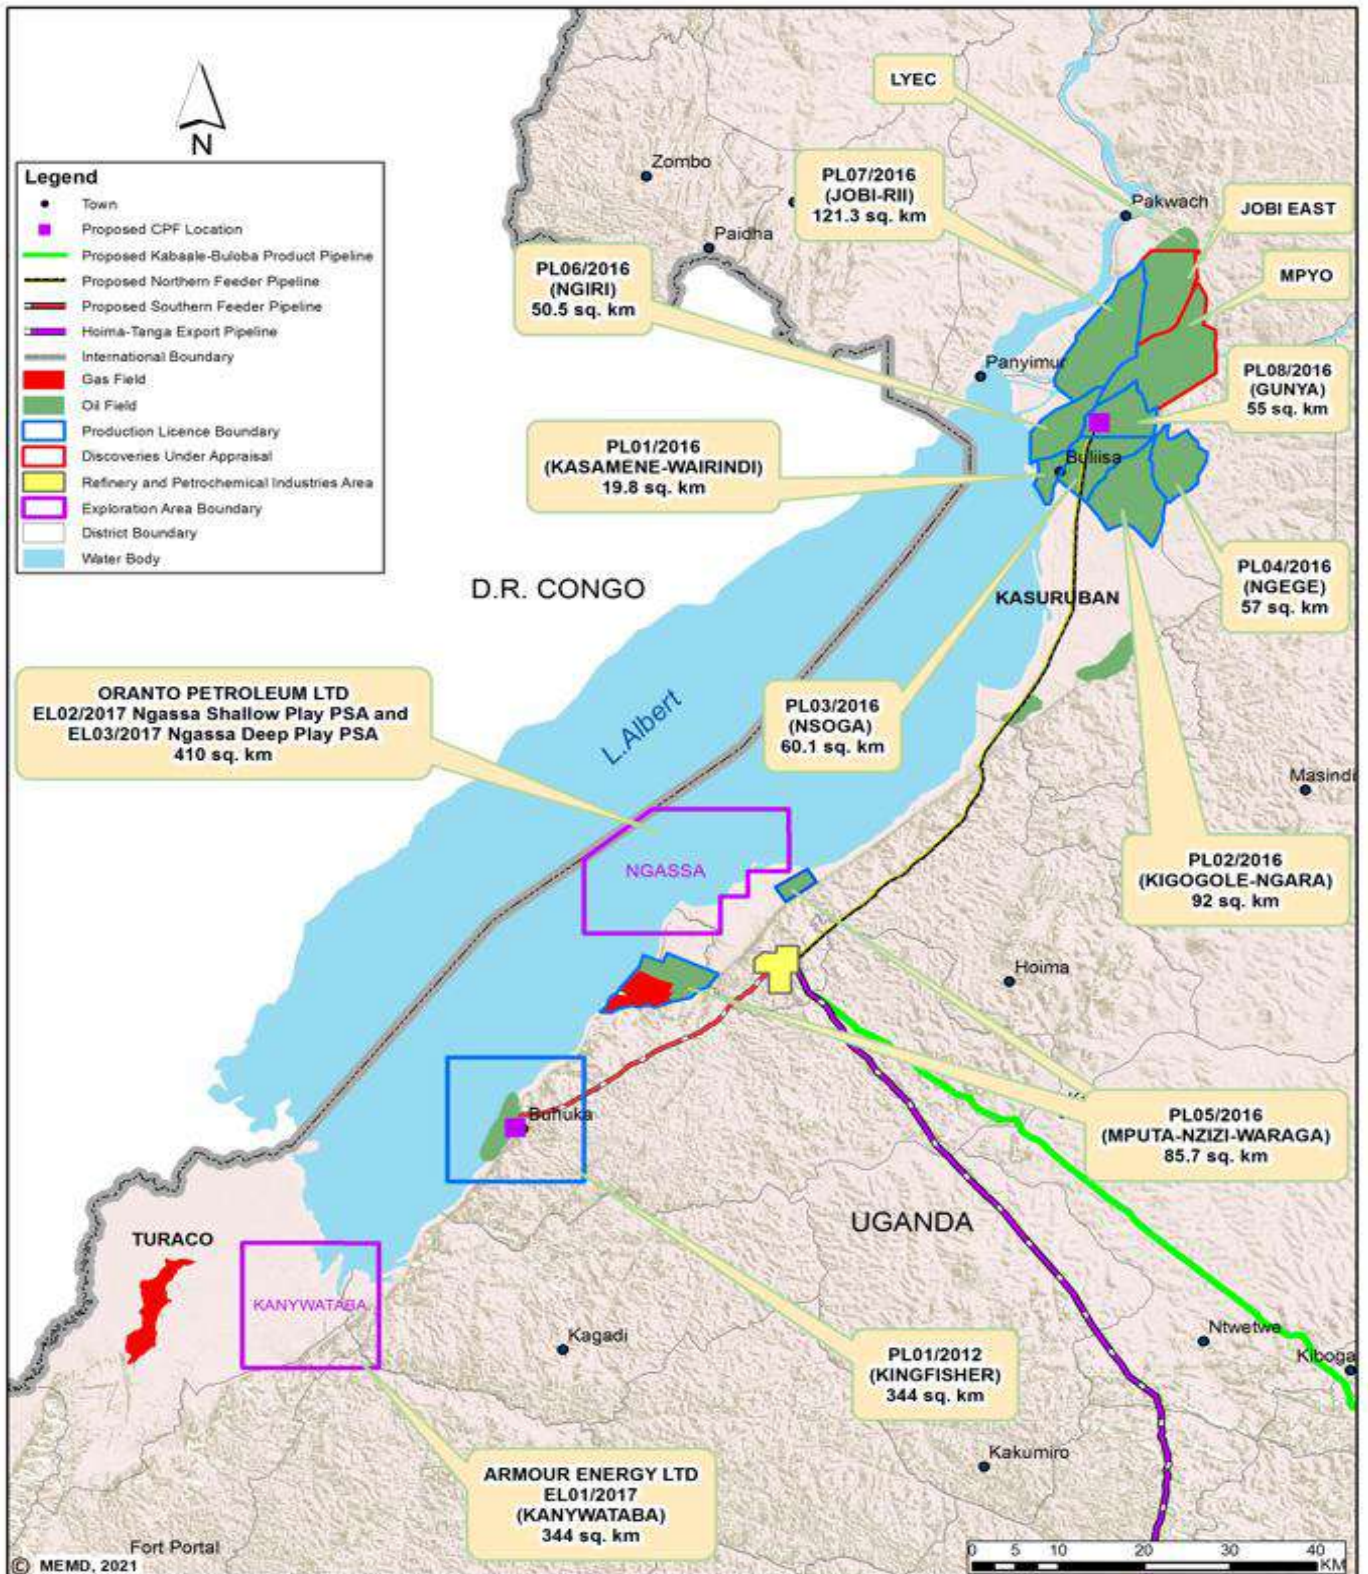 LYEC
Zombo
PL07/2016
(JOBI-RII)
121.3 sq. km
Pakwach
JOBI EAST
N
Paidha
MPYO
Legend
Town
Proposed CPF Location
Proposed Kabaale-Buloba Product Pipeline
Proposed Northern Feeder Pipeline
Proposed Southern Feeder Pipeline
Hoima-Tanga Export Pipeline
International Boundary
Gas Field
Oil Field
Production Licence Boundary
Discoveries Under Appraisal
Refinery and Petrochemical Industries Area
Exploration Area Boundary
District Boundary
Water Body
PL06/2016
(NGIRI)
50.5 sq. km
Panyimur
PL08/2016
(GUNYA)
55 sq. km
PL01/2016
(KASAMENE-WAIRINDI)
19.8 sq. km
Buliisa
PL04/2016
(NGEGE)
57 sq. km
D.R. CONGO
KASURUBAN
ORANTO PETROLEUM LTD
EL02/2017 Ngassa Shallow Play PSA and
EL03/2017 Ngassa Deep Play PSA
410 sq. km
L.Albert
PL03/2016
(NSOGA)
60.1 sq. km
Masindi
NGASSA
PL02/2016
(KIGOGOLE-NGARA)
92 sq. km
Hoima
Buhuka
PL05/2016
(MPUTA-NZIZI-WARAGA)
85.7 sq. km
UGANDA
TURACO
KANYWATABA
Kagadi
Ntwetwe
Kiboga
PL01/2012
(KINGFISHER)
344 sq. km
Kakumiro
ARMOUR ENERGY LTD
EL01/2017
(KANYWATABA)
344 sq. km
Fort Portal
© MEMD, 2021
0 5 10 20 30 40
KM